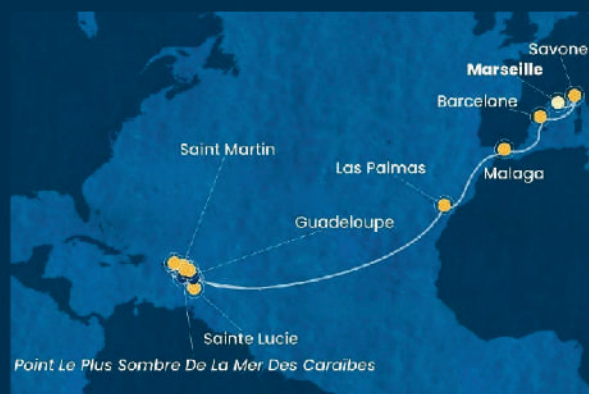 Savone
Marseille
Barcelone
Saint Martin
Las Palmas
Malaga
Guadeloupe
Sainte Lucie
Point Le Plus Sombre De La Mer Des Caraïbes